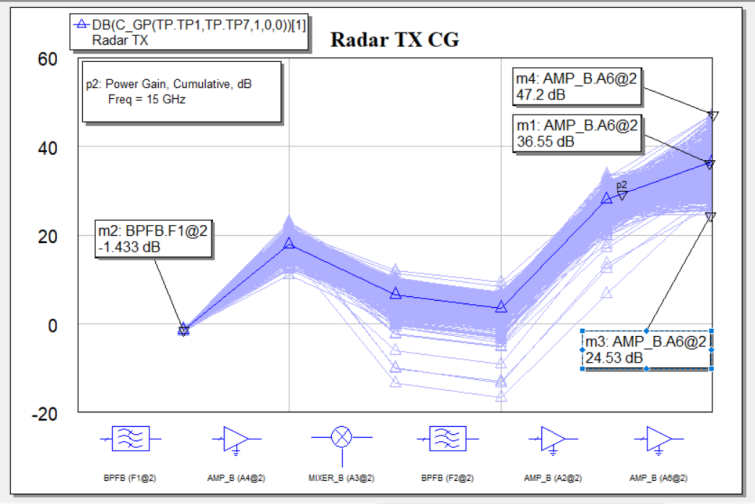 DB(C_GP(TP.TP1,TP.TP7,1,0,0))[1]
Radar TX
Radar TX CG
p2: Power Gain, Cumulative, dB
Freq = 15 GHz
m4: AMP_B.A6@2
47.2 dB
m1: AMP_B.A6@2
36.55 dB
p2
m2: BPFB.F1@2
-1.433 dB
m3: AMP_B.A6@2
24.53 dB
60
40
20
0
-20
BPFB (F1@2)
AMP_B (A4@2)
MIXER_B (A3@2)
BPFB (F2@2)
AMP_B (A2@2)
AMP_B (A6@2)